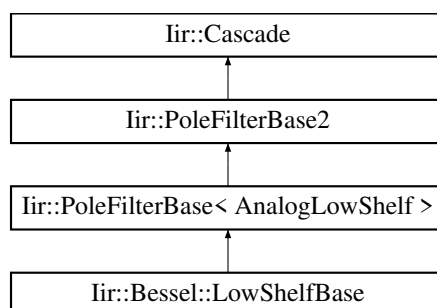 Iir::Cascade
Iir::PoleFilterBase2
Iir::PoleFilterBase< AnalogLowShelf >
Iir::Bessel::LowShelfBase